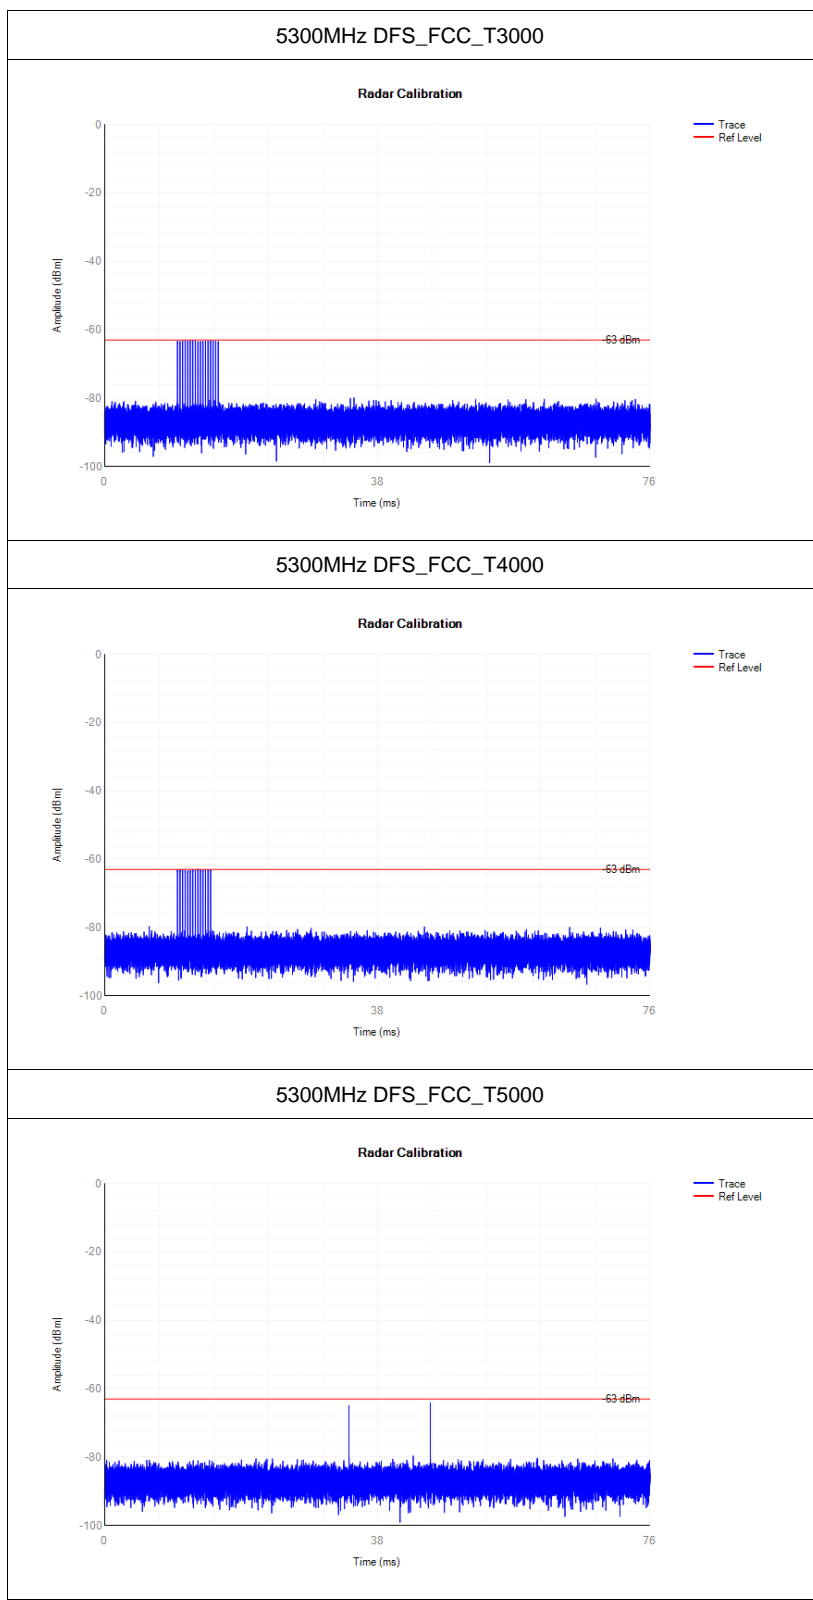 5300MHz DFS_FCC_T3000
Radar Calibration
Trace
Ref Level
0
-20
-40
-60
-80
-100
Amplitude (dBm)
-63 dBm
0 38 76
Time (ms)
5300MHz DFS_FCC_T4000
Radar Calibration
Trace
Ref Level
0
-20
-40
-60
-80
-100
Amplitude (dBm)
-63 dBm
0 38 76
Time (ms)
5300MHz DFS_FCC_T5000
Radar Calibration
Trace
Ref Level
0
-20
-40
-60
-80
-100
Amplitude (dBm)
-63 dBm
0 38 76
Time (ms)